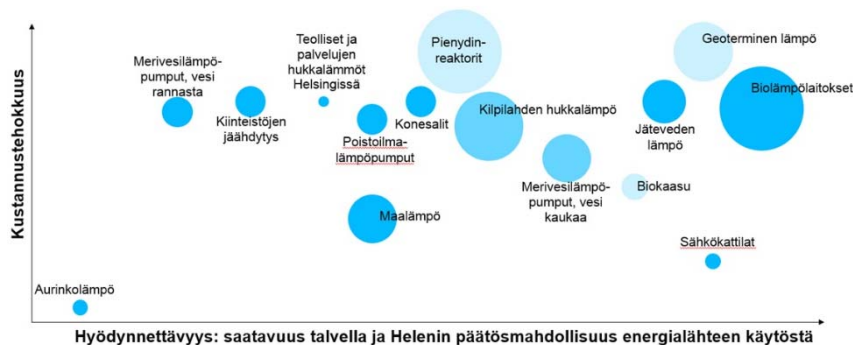 Kustannustehokkuus
Merivesilämpö-
pumput, vesi
rannasta
Kiinteistöjen
jäähdytys
Teolliset ja
palvelujen
hukkalämmöt
Helsingissä
Poistoilma-
lämpöpumput
Konesalit
Pienydin-
reaktorit
Kilpilahden hukkalämpö
Geoterminen lämpö
Biolämpölaitokset
Jäteveden
lämpö
Merivesilämpö-
pumput, vesi
kaukaa
Biokaasu
Maalämpö
Sähkökattilat
Aurinkolämpö
Hyödynnettävyys: saatavuus talvella ja Helenin päätösmahdollisuus energialähteen käytöstä